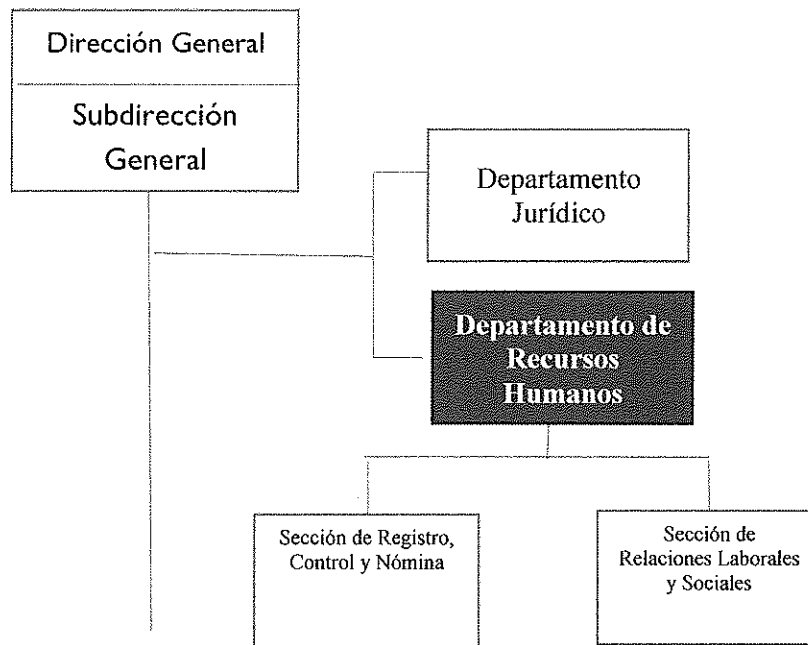 Dirección General
Subdirección
General
Departamento
Jurídico
Departamento de
Recursos
Humanos
Sección de Registro,
Control y Nómina
Sección de
Relaciones Laborales
y Sociales